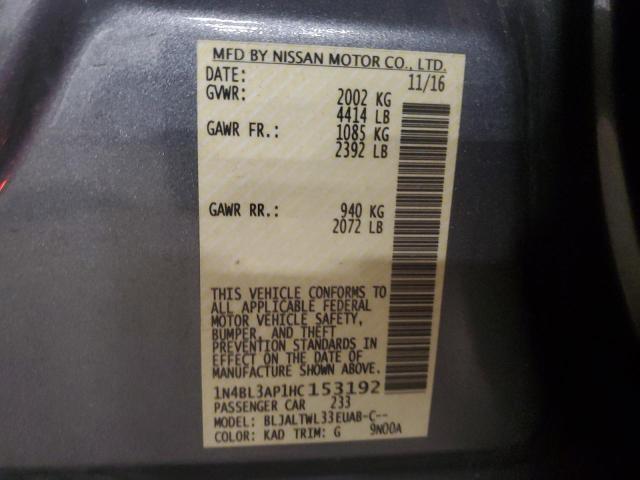 MFD BY NISSAN MOTOR CO., LTD.
DATE: 11/16
GVWR: 2002 KG
4414 LB
GAWR FR.: 1085 KG
2392 LB
GAWR RR.: 940 KG
2072 LB
THIS VEHICLE CONFORMS TO
ALL APPLICABLE FEDERAL
MOTOR VEHICLE SAFETY,
BUMPER, AND THEFT
PREVENTION STANDARDS IN
EFFECT ON THE DATE OF
MANUFACTURE SHOWN ABOVE.
1N4BL3AP1HC153192
PASSENGER CAR 233
MODEL: BLJALTWL33EUAB-C--
COLOR: KAD TRIM: G 9N00A